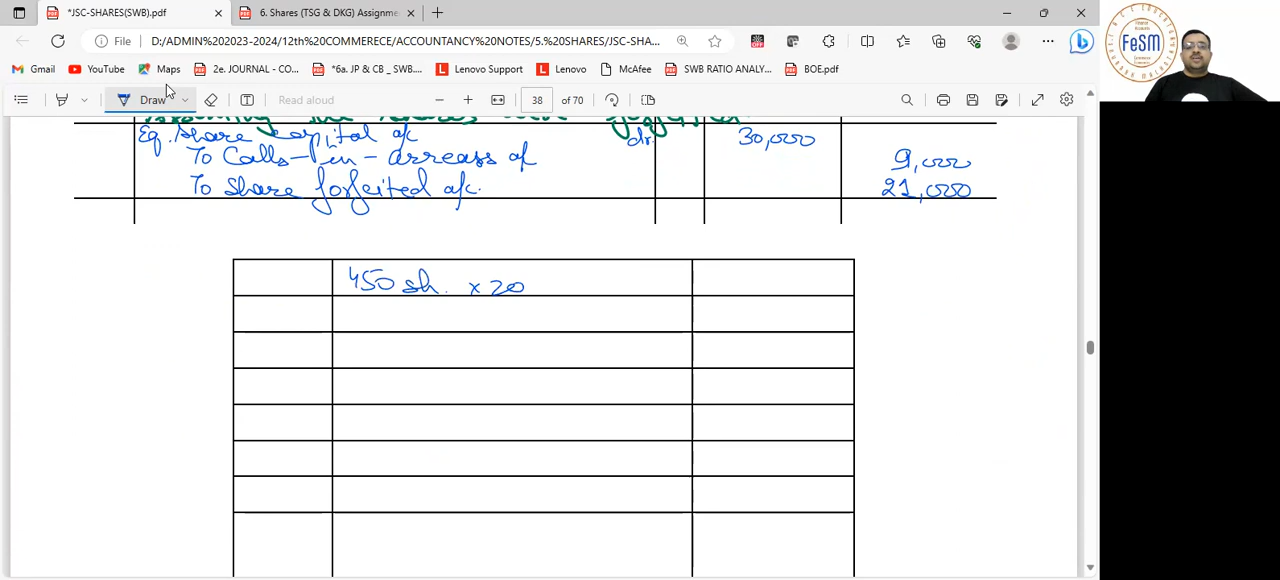 *JSC-SHARES(SWB).pdf
6. Shares (TSG & DKG) Assignme
File
D:/ADMIN%202023-2024/12th%20COMMERECE/ACCOUNTANCY%20NOTES/5.%20SHARES/JSC-SHA...
Gmail YouTube Maps 2e. JOURNAL - CO... *6a. JP & CB _ SWB.... Lenovo Support Lenovo McAfee SWB RATIO ANALY... BOE.pdf
Draw Read aloud 38 of 70
Eq. Share Capital a/c dr. 30,000
To Calls-in-arrears a/c 9,000
To Share forfeited a/c. 21,000
450 sh. x 20
FeSM